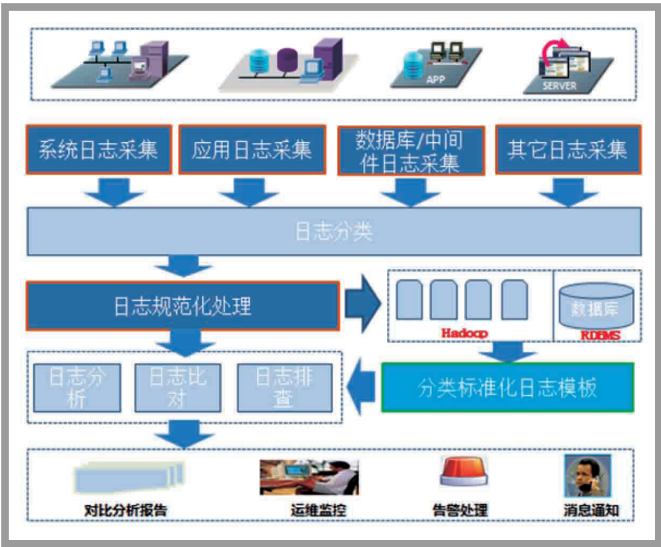 APP
SERVER
系统日志采集
应用日志采集
数据库/中间
件日志采集
其它日志采集
日志分类
日志规范化处理
数据库
Hadoop
RDBMS
日志分
析
日志比
对
日志排
查
分类标准化日志模板
对比分析报告
运维监控
告警处理
消息通知